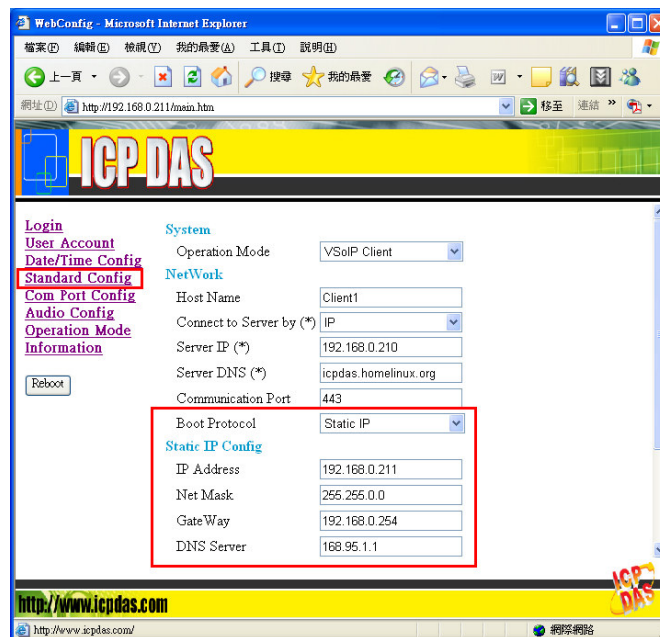 WebConfig - Microsoft Internet Explorer
檔案(F) 編輯(E) 檢視(V) 我的最愛(A) 工具(T) 說明(H)
上一頁 搜尋 我的最愛
網址(D) http://192.168.0.211/main.htm 移至 連結 »
ICP DAS
Login
User Account
Date/Time Config
Standard Config
Com Port Config
Audio Config
Operation Mode
Information
Reboot
System
Operation Mode VSoIP Client
NetWork
Host Name Client1
Connect to Server by (*) IP
Server IP (*) 192.168.0.210
Server DNS (*) icpdas.homelinux.org
Communication Port 443
Boot Protocol Static IP
Static IP Config
IP Address 192.168.0.211
Net Mask 255.255.0.0
GateWay 192.168.0.254
DNS Server 168.95.1.1
http://www.icpdas.com
ICP DAS
http://www.icpdas.com/ 網際網路